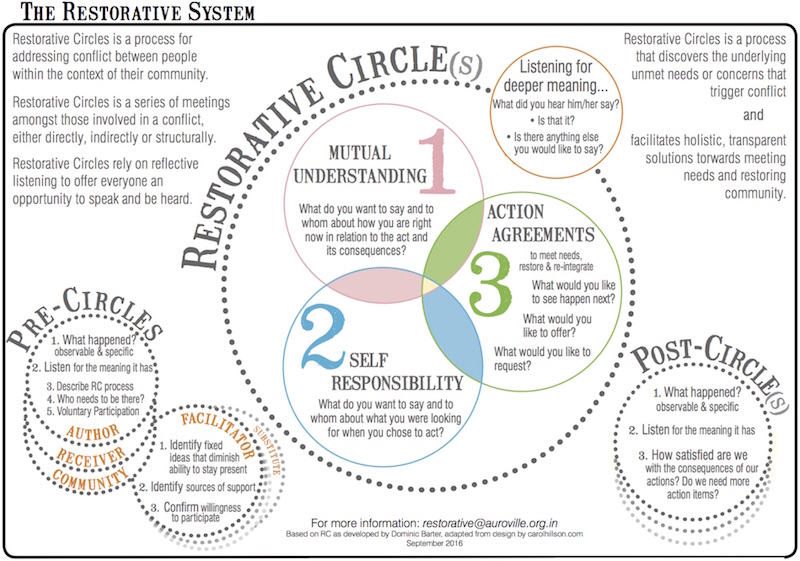 THE RESTORATIVE SYSTEM
Restorative Circles is a process for
addressing conflict between people
within the context of their community.
Restorative Circles is a series of meetings
amongst those involved in a conflict,
either directly, indirectly or structurally.
Restorative Circles rely on reflective
listening to offer everyone an
opportunity to speak and be heard.
RESTORATIVE CIRCLE(S)
Listening for
deeper meaning...
What did you hear him/her say?
• Is that it?
• Is there anything else
you would like to say?
Restorative Circles is a process
that discovers the underlying
unmet needs or concerns that
trigger conflict
and
facilitates holistic, transparent
solutions towards meeting
needs and restoring
community.
1
MUTUAL
UNDERSTANDING
What do you want to say and to
whom about how you are right
now in relation to the act and
its consequences?
2
SELF
RESPONSIBILITY
What do you want to say and to
whom about what you were looking
for when you chose to act?
3
ACTION
AGREEMENTS
to meet needs,
restore & re-integrate
What would you like
to see happen next?
What would you
like to offer?
What would you like to
request?
PRE-CIRCLES
1. What happened?
observable & specific
2. Listen for the meaning it has
3. Describe RC process
4. Who needs to be there?
5. Voluntary Participation
AUTHOR
RECEIVER
COMMUNITY
FACILITATOR
SUBSTITUTE
1. Identify fixed
ideas that diminish
ability to stay present
2. Identify sources of support
3. Confirm willingness
to participate
POST-CIRCLE(S)
1. What happened?
observable & specific
2. Listen for the meaning it has
3. How satisfied are we
with the consequences of our
actions? Do we need more
action items?
For more information: restorative@auroville.org.in
Based on RC as developed by Dominic Barter, adapted from design by carolhillson.com
September 2016